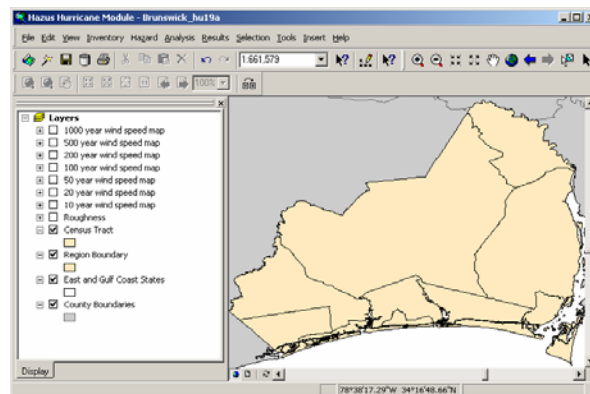 Hazus Hurricane Module - Brunswick_hu19a
File Edit View Inventory Hazard Analysis Results Selection Tools Insert Help
1:661,579
100%
Layers
1000 year wind speed map
500 year wind speed map
200 year wind speed map
100 year wind speed map
50 year wind speed map
20 year wind speed map
10 year wind speed map
Roughness
Census Tract
Region Boundary
East and Gulf Coast States
County Boundaries
Display
78°38'17.29"W 34°16'48.66"N